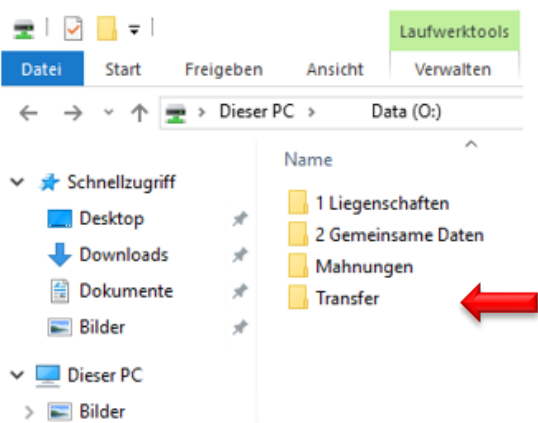 Laufwerktools
Datei Start Freigeben Ansicht Verwalten
Dieser PC Data (O:)
Name
Schnellzugriff
Desktop
Downloads
Dokumente
Bilder
Dieser PC
Bilder
1 Liegenschaften
2 Gemeinsame Daten
Mahnungen
Transfer